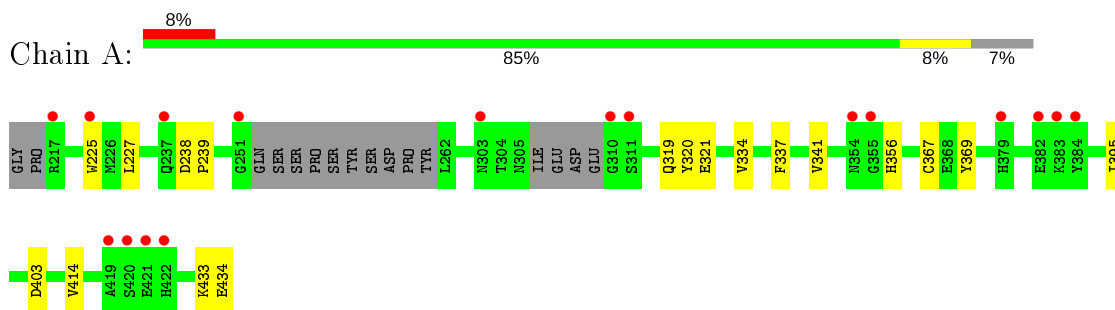 8%
Chain A:
85% 8% 7%
GLY PRO R217 W225 M226 L227 Q237 D238 P239 G251 GLN SER SER PRO SER TYR SER ASP PRO TYR L262 N303 T304 N305 ILE GLU ASP GLU G310 S311 Q319 Y320 E321 V334 F337 V341 N354 G355 H356 C367 E368 Y369 H379 E382 K383 Y384
D403 V414 A419 S420 E421 H422 K433 E434